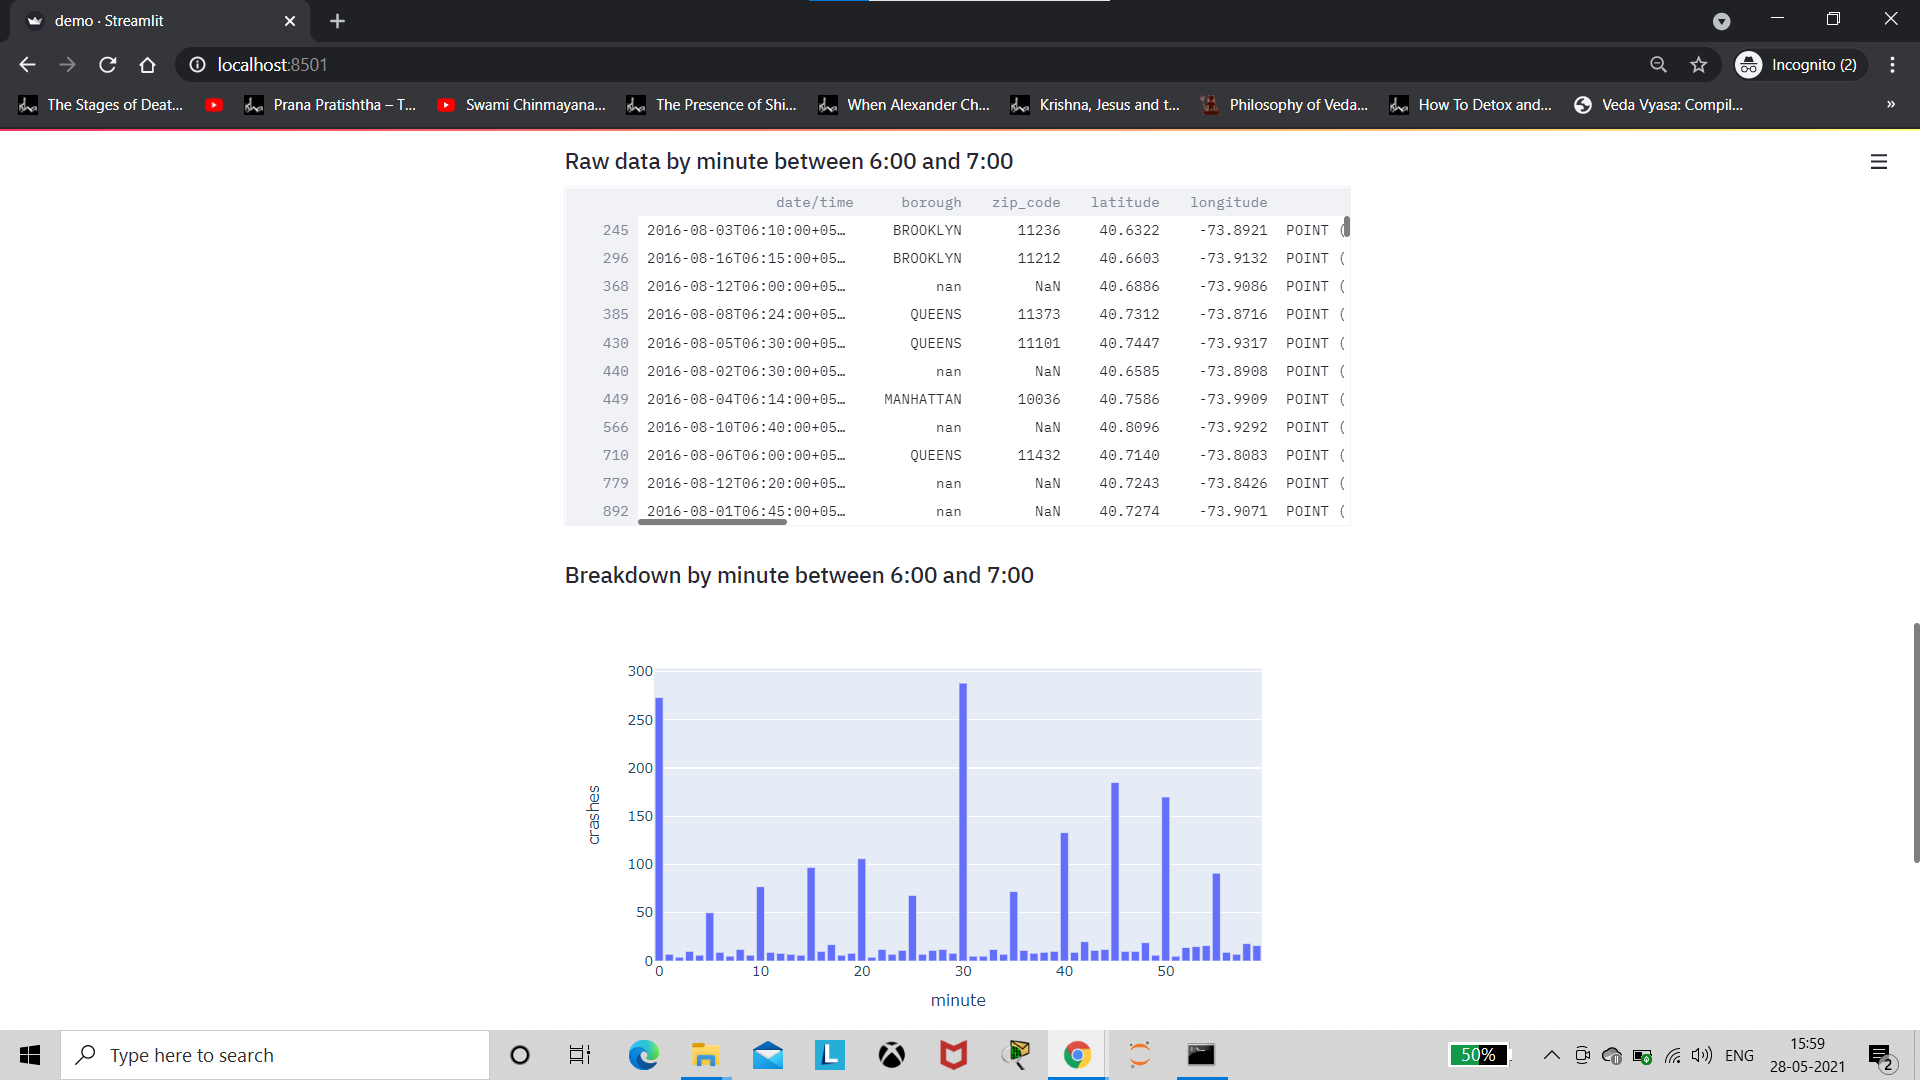 demo · Streamlit
localhost:8501
Incognito (2)
The Stages of Deat...
Prana Pratishtha – T...
Swami Chinmayana...
The Presence of Shi...
When Alexander Ch...
Krishna, Jesus and t...
Philosophy of Veda...
How To Detox and...
Veda Vyasa: Compil...
»
Raw data by minute between 6:00 and 7:00
date/time borough zip_code latitude longitude
245 2016-08-03T06:10:00+05… BROOKLYN 11236 40.6322 -73.8921 POINT (
296 2016-08-16T06:15:00+05… BROOKLYN 11212 40.6603 -73.9132 POINT (
368 2016-08-12T06:00:00+05… nan NaN 40.6886 -73.9086 POINT (
385 2016-08-08T06:24:00+05… QUEENS 11373 40.7312 -73.8716 POINT (
430 2016-08-05T06:30:00+05… QUEENS 11101 40.7447 -73.9317 POINT (
440 2016-08-02T06:30:00+05… nan NaN 40.6585 -73.8908 POINT (
449 2016-08-04T06:14:00+05… MANHATTAN 10036 40.7586 -73.9909 POINT (
566 2016-08-10T06:40:00+05… nan NaN 40.8096 -73.9292 POINT (
710 2016-08-06T06:00:00+05… QUEENS 11432 40.7140 -73.8083 POINT (
779 2016-08-12T06:20:00+05… nan NaN 40.7243 -73.8426 POINT (
892 2016-08-01T06:45:00+05… nan NaN 40.7274 -73.9071 POINT (
Breakdown by minute between 6:00 and 7:00
300
250
200
150
100
50
0
crashes
0 10 20 30 40 50
minute
Type here to search
L
50%
ENG
15:59
28-05-2021
2